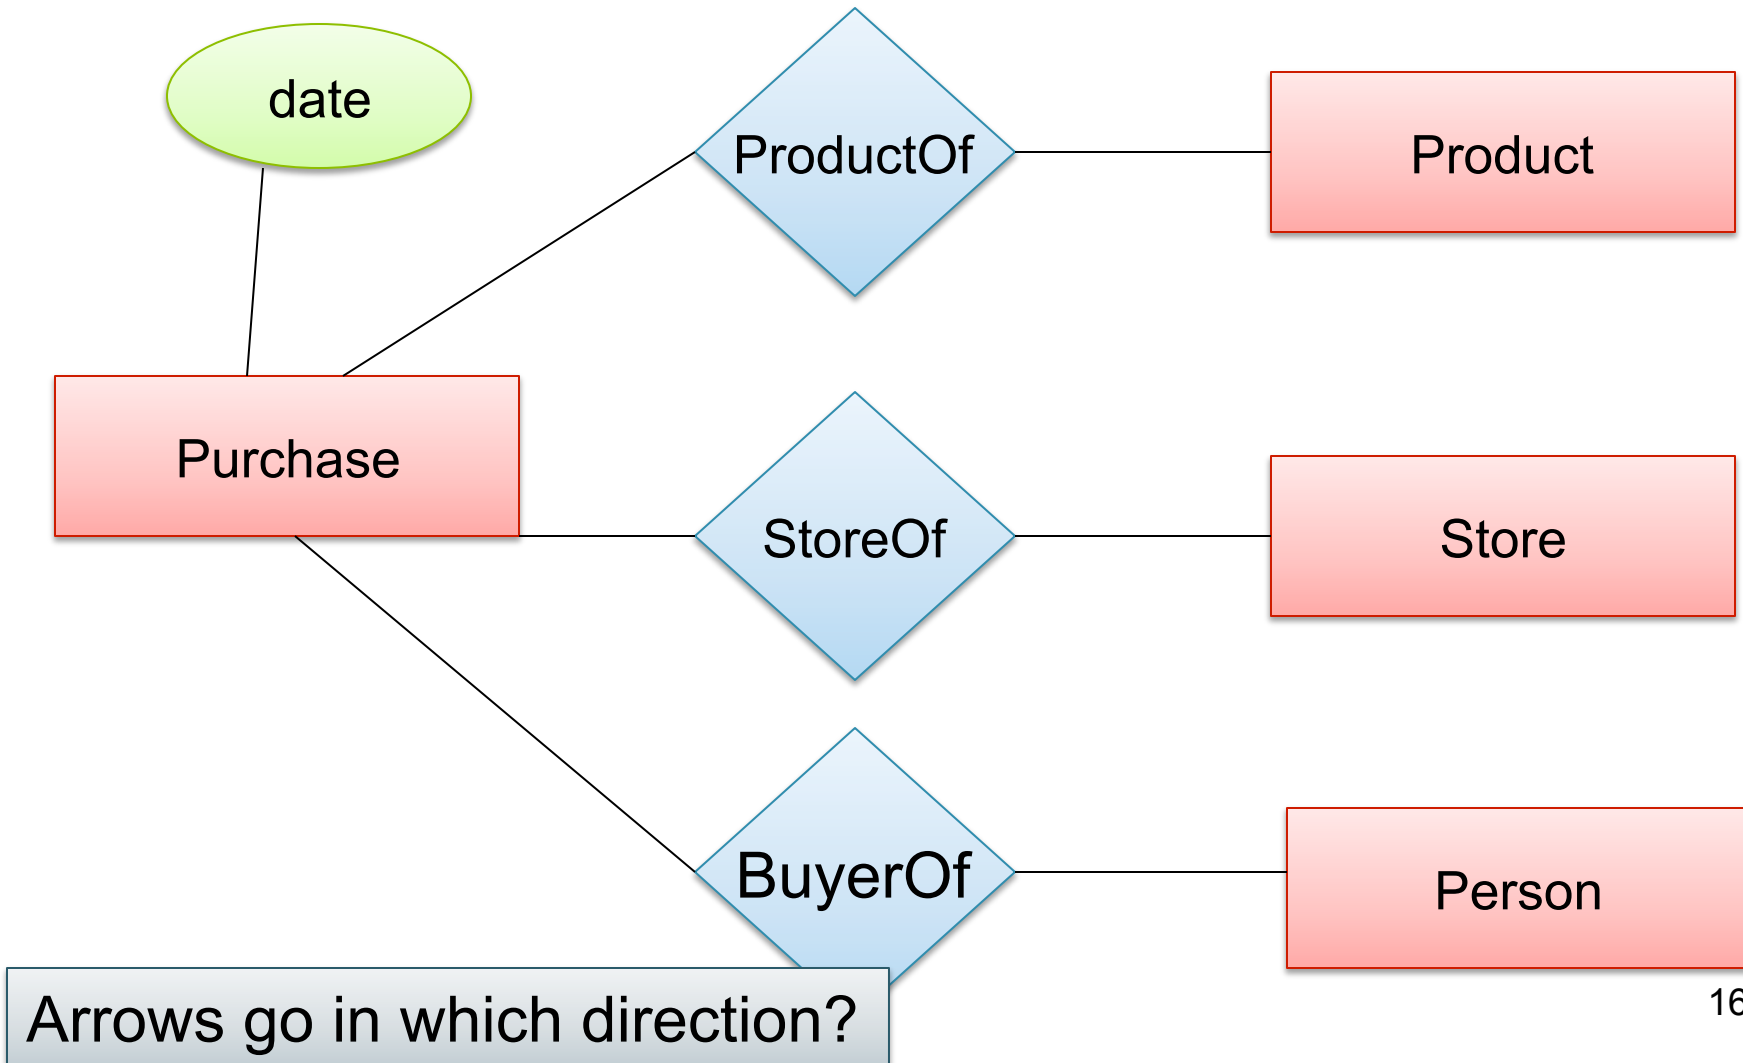 date
ProductOf
Product
Purchase
StoreOf
Store
BuyerOf
Person
Arrows go in which direction?
16